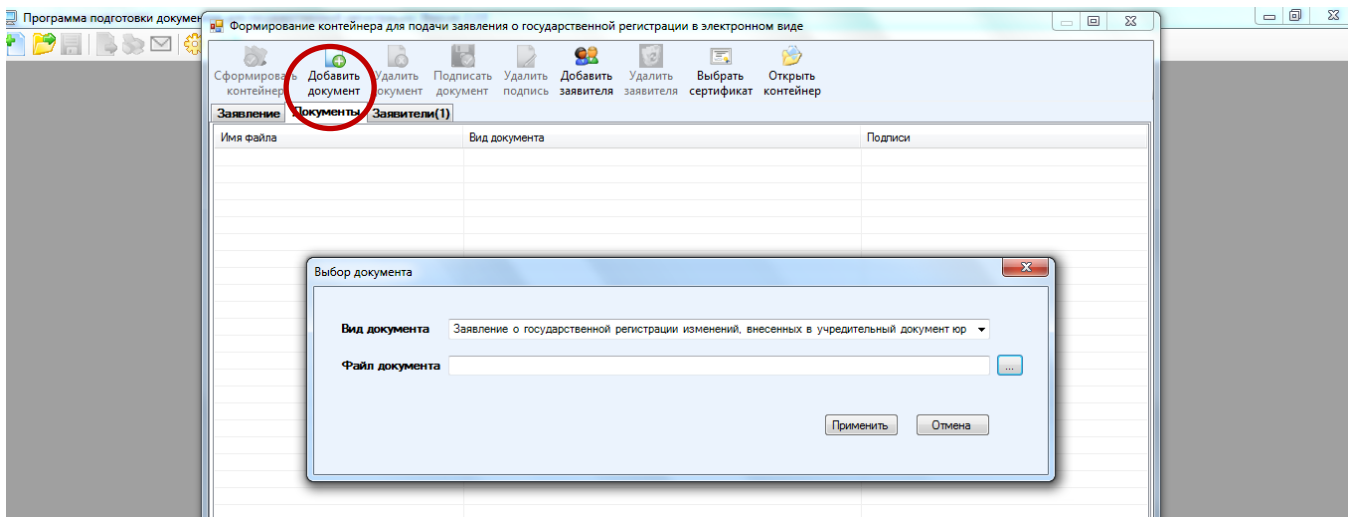 Программа подготовки докумен
Формирование контейнера для подачи заявления о государственной регистрации в электронном виде
Сформировать Добавить Удалить Подписать Удалить Добавить Удалить Выбрать Открыть
контейнер документ документ документ подпись заявителя заявителя сертификат контейнер
Заявление Документы Заявители(1)
Имя файла Вид документа Подписи
Выбор документа
Вид документа Заявление о государственной регистрации изменений, внесенных в учредительный документ юр
Файл документа ...
Применить Отмена